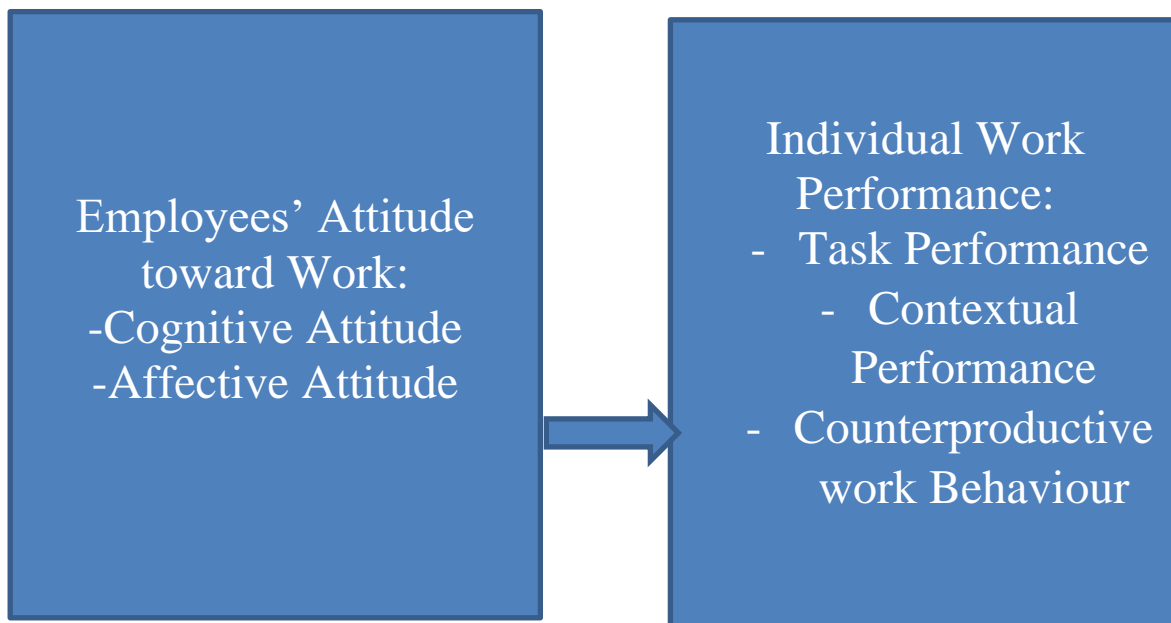 Employees’ Attitude
toward Work:
-Cognitive Attitude
-Affective Attitude
Individual Work
Performance:
- Task Performance
- Contextual
Performance
- Counterproductive
work Behaviour